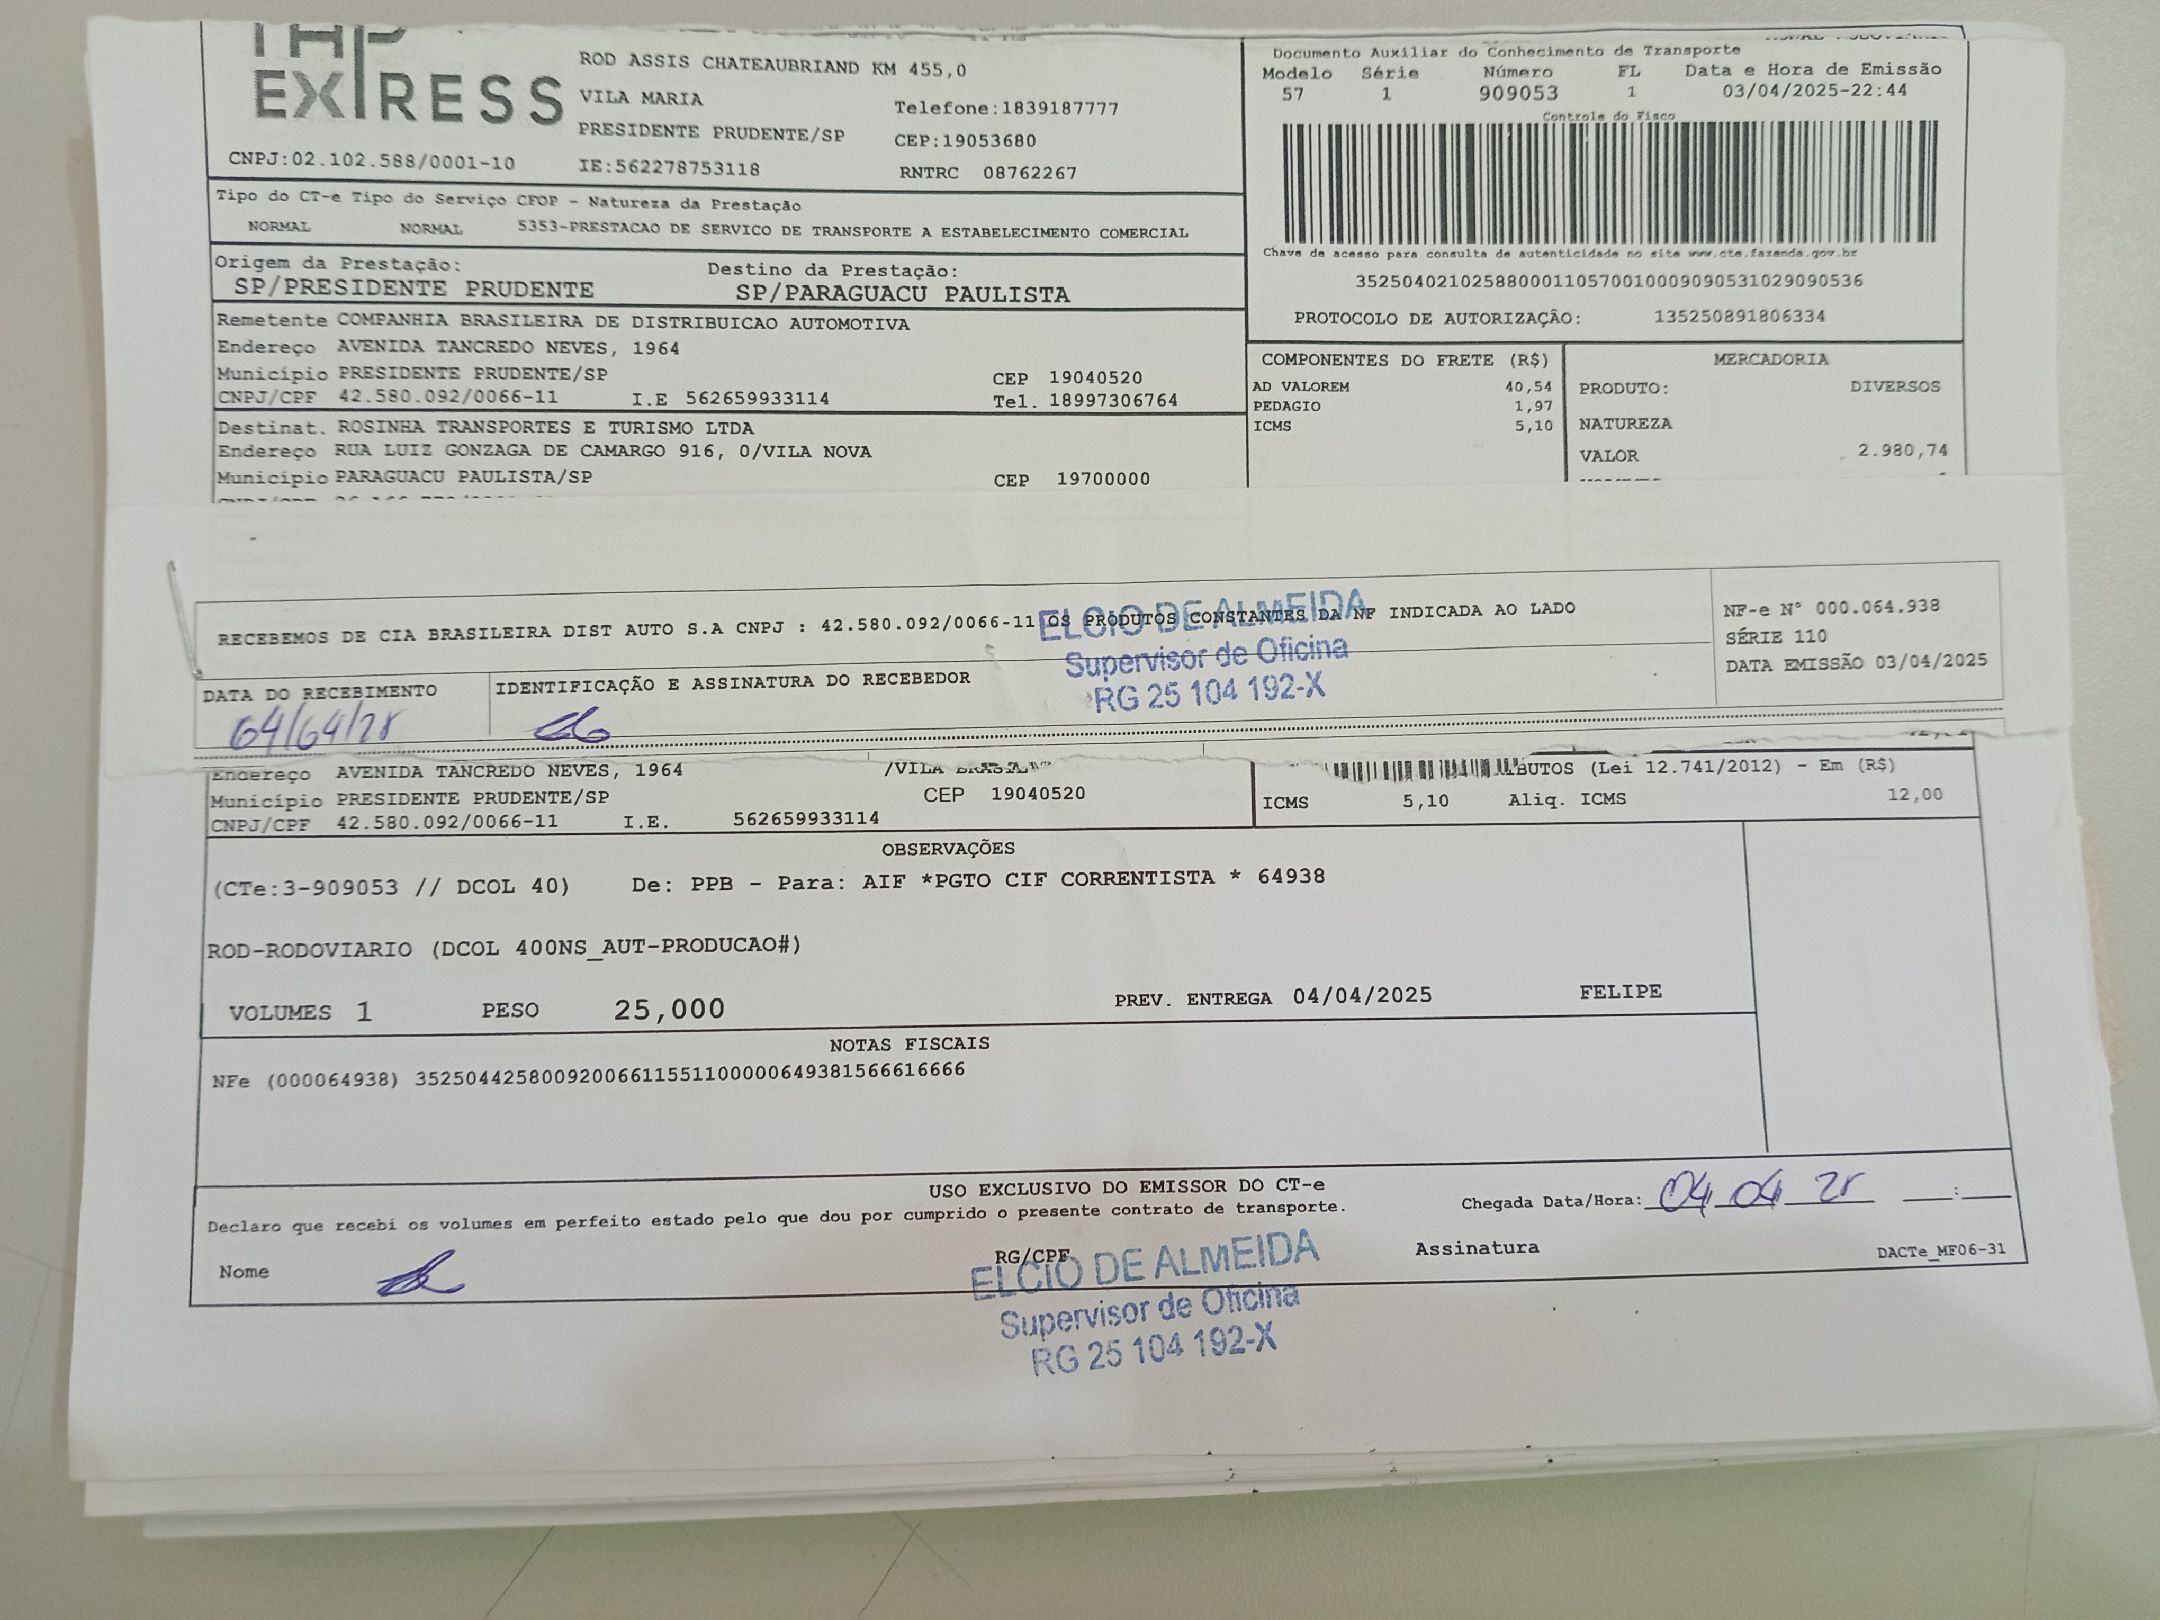 EXPRESS
ROD ASSIS CHATEAUBRIAND KM 455,0
VILA MARIA
Telefone:1839187777
PRESIDENTE PRUDENTE/SP
CEP:19053680
CNPJ:02.102.588/0001-10
IE:562278753118
RNTRC 08762267
Documento Auxiliar do Conhecimento de Transporte
Modelo Série Número FL Data e Hora de Emissão
57 1 909053 1 03/04/2025-22:44
Controle do Fisco
Chave de acesso para consulta de autenticidade no site www.cte.fazenda.gov.br
35250402102588000110570010009090531029090536
PROTOCOLO DE AUTORIZAÇÃO: 135250891806334
Tipo do CT-e Tipo do Serviço CFOP - Natureza da Prestação
NORMAL NORMAL 5353-PRESTACAO DE SERVICO DE TRANSPORTE A ESTABELECIMENTO COMERCIAL
Origem da Prestação: Destino da Prestação:
SP/PRESIDENTE PRUDENTE SP/PARAGUACU PAULISTA
Remetente COMPANHIA BRASILEIRA DE DISTRIBUICAO AUTOMOTIVA
Endereço AVENIDA TANCREDO NEVES, 1964
Município PRESIDENTE PRUDENTE/SP CEP 19040520
CNPJ/CPF 42.580.092/0066-11 I.E 562659933114 Tel. 18997306764
Destinat. ROSINHA TRANSPORTES E TURISMO LTDA
Endereço RUA LUIZ GONZAGA DE CAMARGO 916, 0/VILA NOVA
Município PARAGUACU PAULISTA/SP CEP 19700000
COMPONENTES DO FRETE (R$)
AD VALOREM 40,54
PEDAGIO 1,97
ICMS 5,10
MERCADORIA
PRODUTO: DIVERSOS
NATUREZA
VALOR 2.980,74
RECEBEMOS DE CIA BRASILEIRA DIST AUTO S.A CNPJ : 42.580.092/0066-11 OS PRODUTOS CONSTANTES DA NF INDICADA AO LADO
NF-e N° 000.064.938
SÉRIE 110
DATA EMISSÃO 03/04/2025
ELCIO DE ALMEIDA
Supervisor de Oficina
RG 25 104 192-X
DATA DO RECEBIMENTO
IDENTIFICAÇÃO E ASSINATURA DO RECEBEDOR
Endereço AVENIDA TANCREDO NEVES, 1964 /VILA
Município PRESIDENTE PRUDENTE/SP CEP 19040520
CNPJ/CPF 42.580.092/0066-11 I.E. 562659933114
BUTOS (Lei 12.741/2012) - Em (R$)
ICMS 5,10 Aliq. ICMS 12,00
OBSERVAÇÕES
(CTe:3-909053 // DCOL 40) De: PPB - Para: AIF *PGTO CIF CORRENTISTA * 64938
ROD-RODOVIARIO (DCOL 400NS_AUT-PRODUCAO#)
VOLUMES 1 PESO 25,000 PREV. ENTREGA 04/04/2025 FELIPE
NOTAS FISCAIS
NFe (000064938) 35250442580092006611551100000649381566616666
USO EXCLUSIVO DO EMISSOR DO CT-e
Declaro que recebi os volumes em perfeito estado pelo que dou por cumprido o presente contrato de transporte.
Chegada Data/Hora: 04 04 25 __:__
Nome RG/CPF Assinatura DACTe_MF06-31
ELCIO DE ALMEIDA
Supervisor de Oficina
RG 25 104 192-X